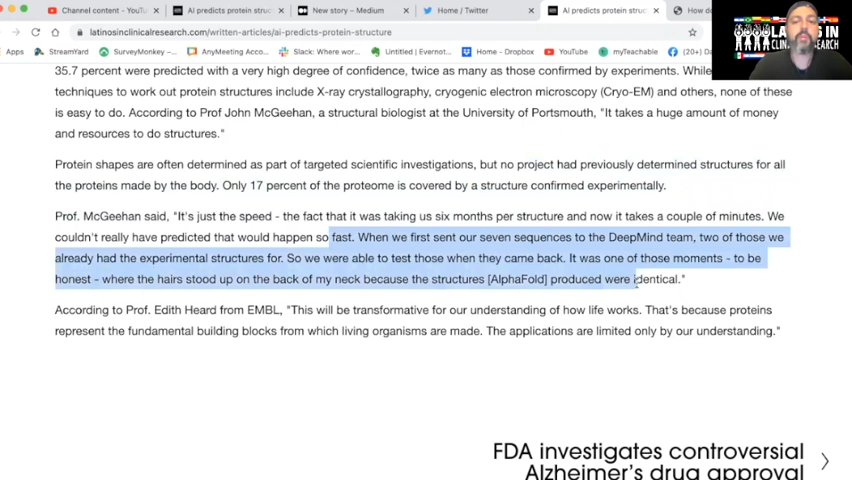 Channel content - YouT
AI predicts protein struct
New story – Medium
Home / Twitter
AI predicts protein struct
How do
latinosinclinicalresearch.com/written-articles/ai-predicts-protein-structure
Apps
StreamYard
SurveyMonkey -
AnyMeeting Accou
LinkedIn
Untitled | Evernot
Home - Dropbox
YouTube
myTeachable
(20+) Da
LATINOS IN
CLINICAL RESEARCH
35.7 percent were predicted with a very high degree of confidence, twice as many as those confirmed by experiments. While
techniques to work out protein structures include X-ray crystallography, cryogenic electron microscopy (Cryo-EM) and others, none of these
is easy to do. According to Prof John McGeehan, a structural biologist at the University of Portsmouth, "It takes a huge amount of money
and resources to do structures."
Protein shapes are often determined as part of targeted scientific investigations, but no project had previously determined structures for all
the proteins made by the body. Only 17 percent of the proteome is covered by a structure confirmed experimentally.
Prof. McGeehan said, "It's just the speed - the fact that it was taking us six months per structure and now it takes a couple of minutes. We
couldn't really have predicted that would happen so fast. When we first sent our seven sequences to the DeepMind team, two of those we
already had the experimental structures for. So we were able to test those when they came back. It was one of those moments - to be
honest - where the hairs stood up on the back of my neck because the structures [AlphaFold] produced were identical."
According to Prof. Edith Heard from EMBL, "This will be transformative for our understanding of how life works. That's because proteins
represent the fundamental building blocks from which living organisms are made. The applications are limited only by our understanding."
FDA investigates controversial
Alzheimer's drug approval